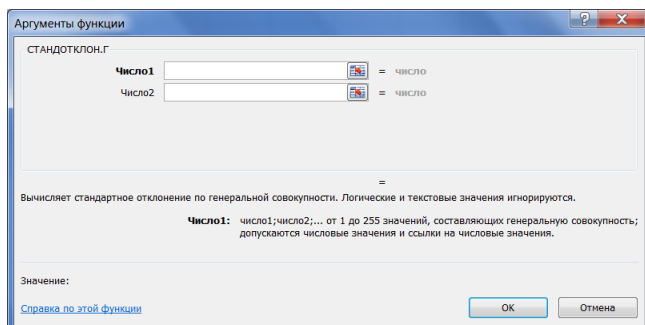 Аргументы функции
СТАНДОТКЛОН.Г
Число1 = число
Число2 = число
=
Вычисляет стандартное отклонение по генеральной совокупности. Логические и текстовые значения игнорируются.
Число1: число1;число2;... от 1 до 255 значений, составляющих генеральную совокупность;
допускаются числовые значения и ссылки на числовые значения.
Значение:
Справка по этой функции
ОК
Отмена